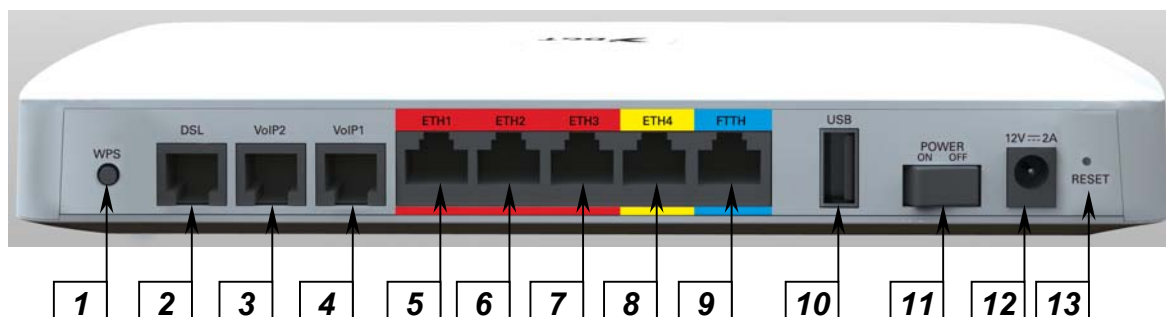 ETH1 ETH2 ETH3 ETH4 FTTH
USB
DSL VoIP2 VoIP1
12V⎓2A
POWER
ON OFF
WPS
RESET
1 2 3 4 5 6 7 8 9 10 11 12 13